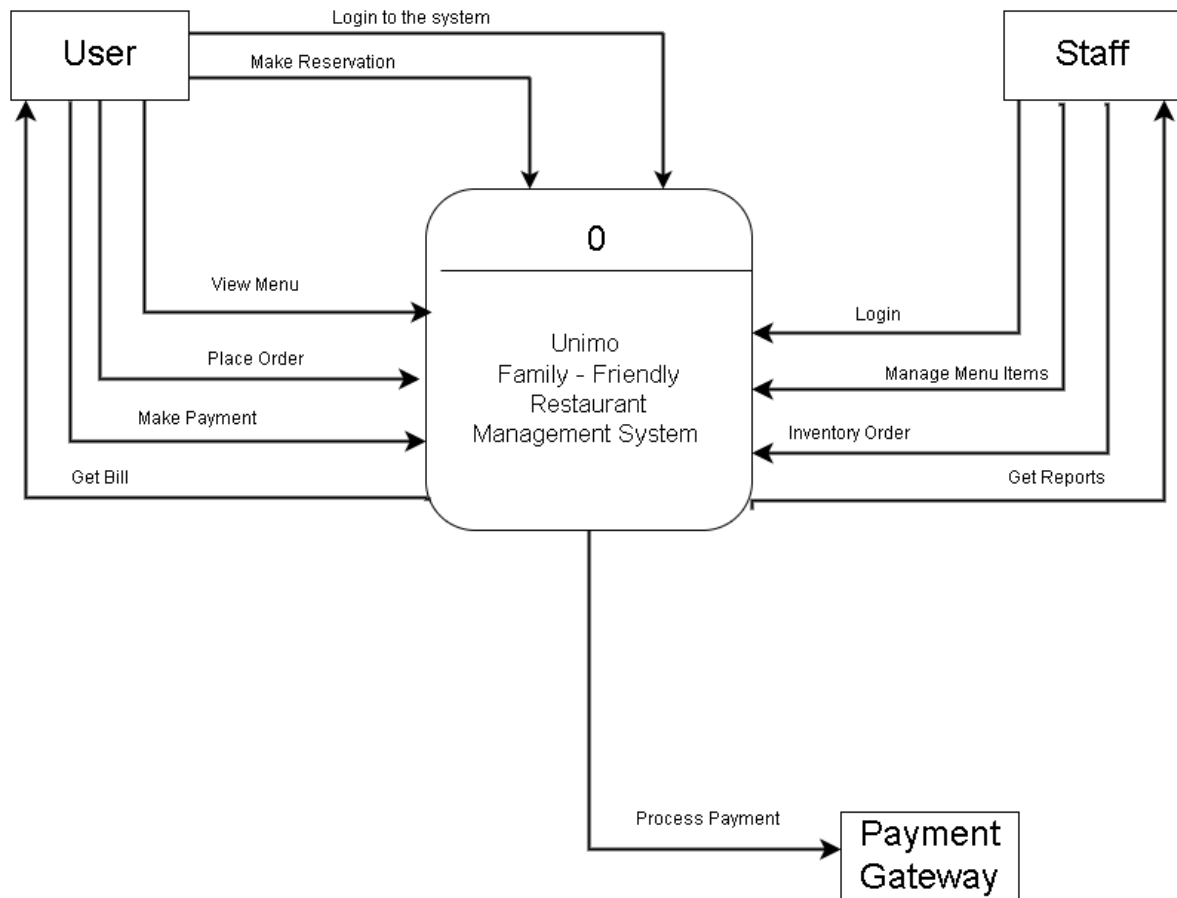 Login to the system
User
Staff
Make Reservation
0
View Menu
Login
Unimo
Family - Friendly
Restaurant
Management System
Place Order
Manage Menu Items
Make Payment
Inventory Order
Get Bill
Get Reports
Process Payment
Payment
Gateway